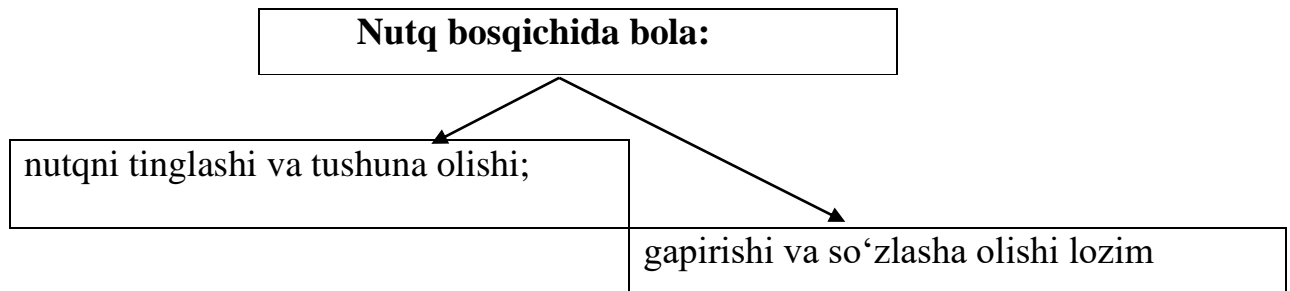 Nutq bosqichida bola:
nutqni tinglashi va tushuna olishi;
gapirishi va so‘zlasha olishi lozim